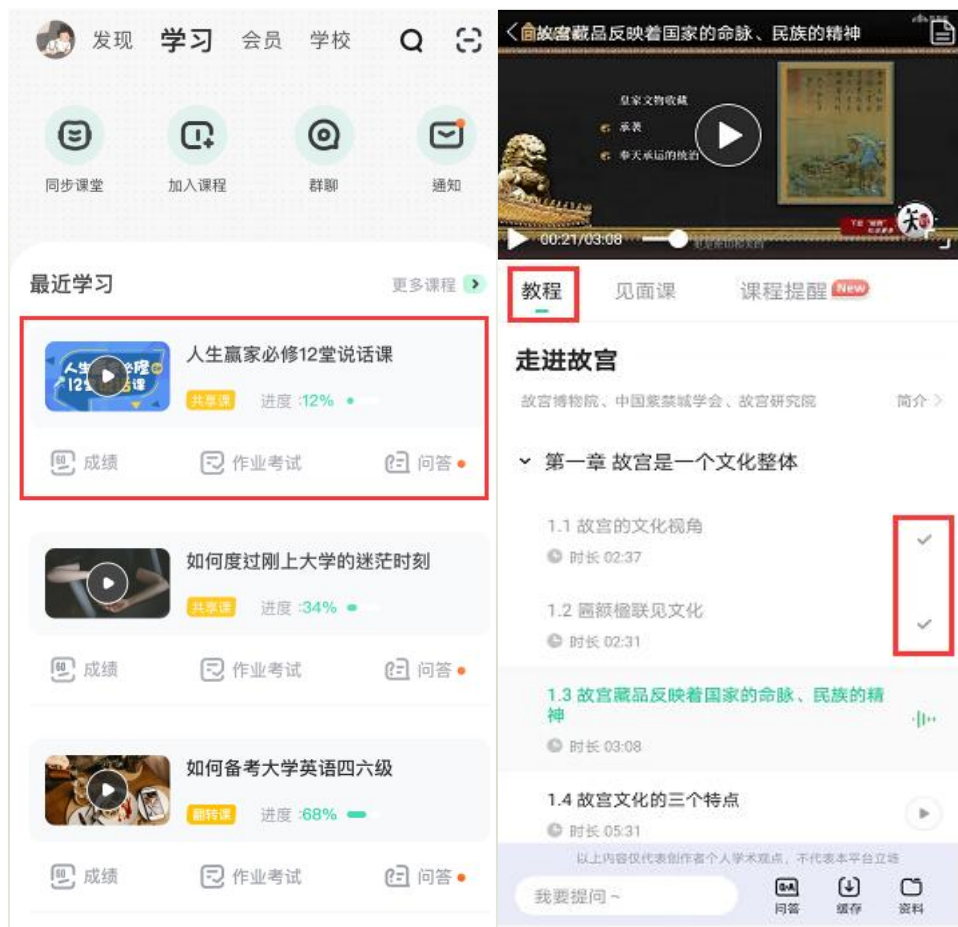 发现 学习 会员 学校
同步课堂 加入课程 群聊 通知
最近学习 更多课程
人生赢家必修12堂说话课
共享课 进度 :12%
成绩 作业考试 问答
如何度过刚上大学的迷茫时刻
共享课 进度 :34%
成绩 作业考试 问答
如何备考大学英语四六级
翻转课 进度 :68%
成绩 作业考试 问答
故宫藏品反映着国家的命脉、民族的精神
皇家文物收藏
承袭
奉天承运的统治
00:21/03:08
教程 见面课 课程提醒 New
走进故宫
故宫博物院、中国紫禁城学会、故宫研究院 简介
第一章 故宫是一个文化整体
1.1 故宫的文化视角
时长 02:37
1.2 匾额楹联见文化
时长 02:31
1.3 故宫藏品反映着国家的命脉、民族的精
神
时长 03:08
1.4 故宫文化的三个特点
时长 05:31
以上内容仅代表创作者个人学术观点，不代表本平台立场
我要提问~
问答 缓存 资料